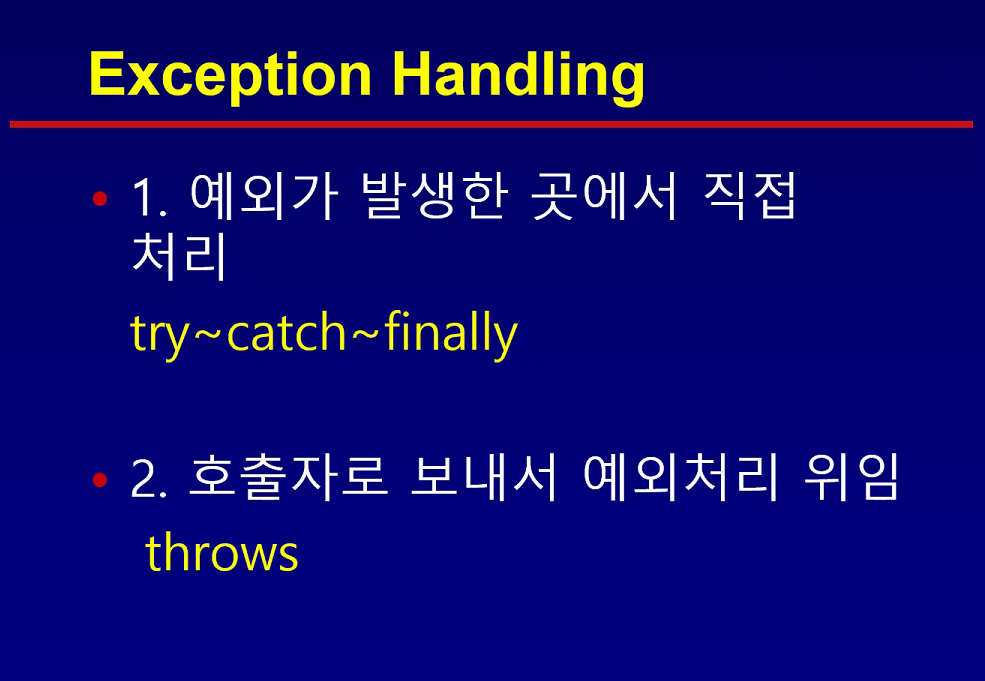 Exception Handling
• 1. 예외가 발생한 곳에서 직접
처리
try~catch~finally
• 2. 호출자로 보내서 예외처리 위임
throws